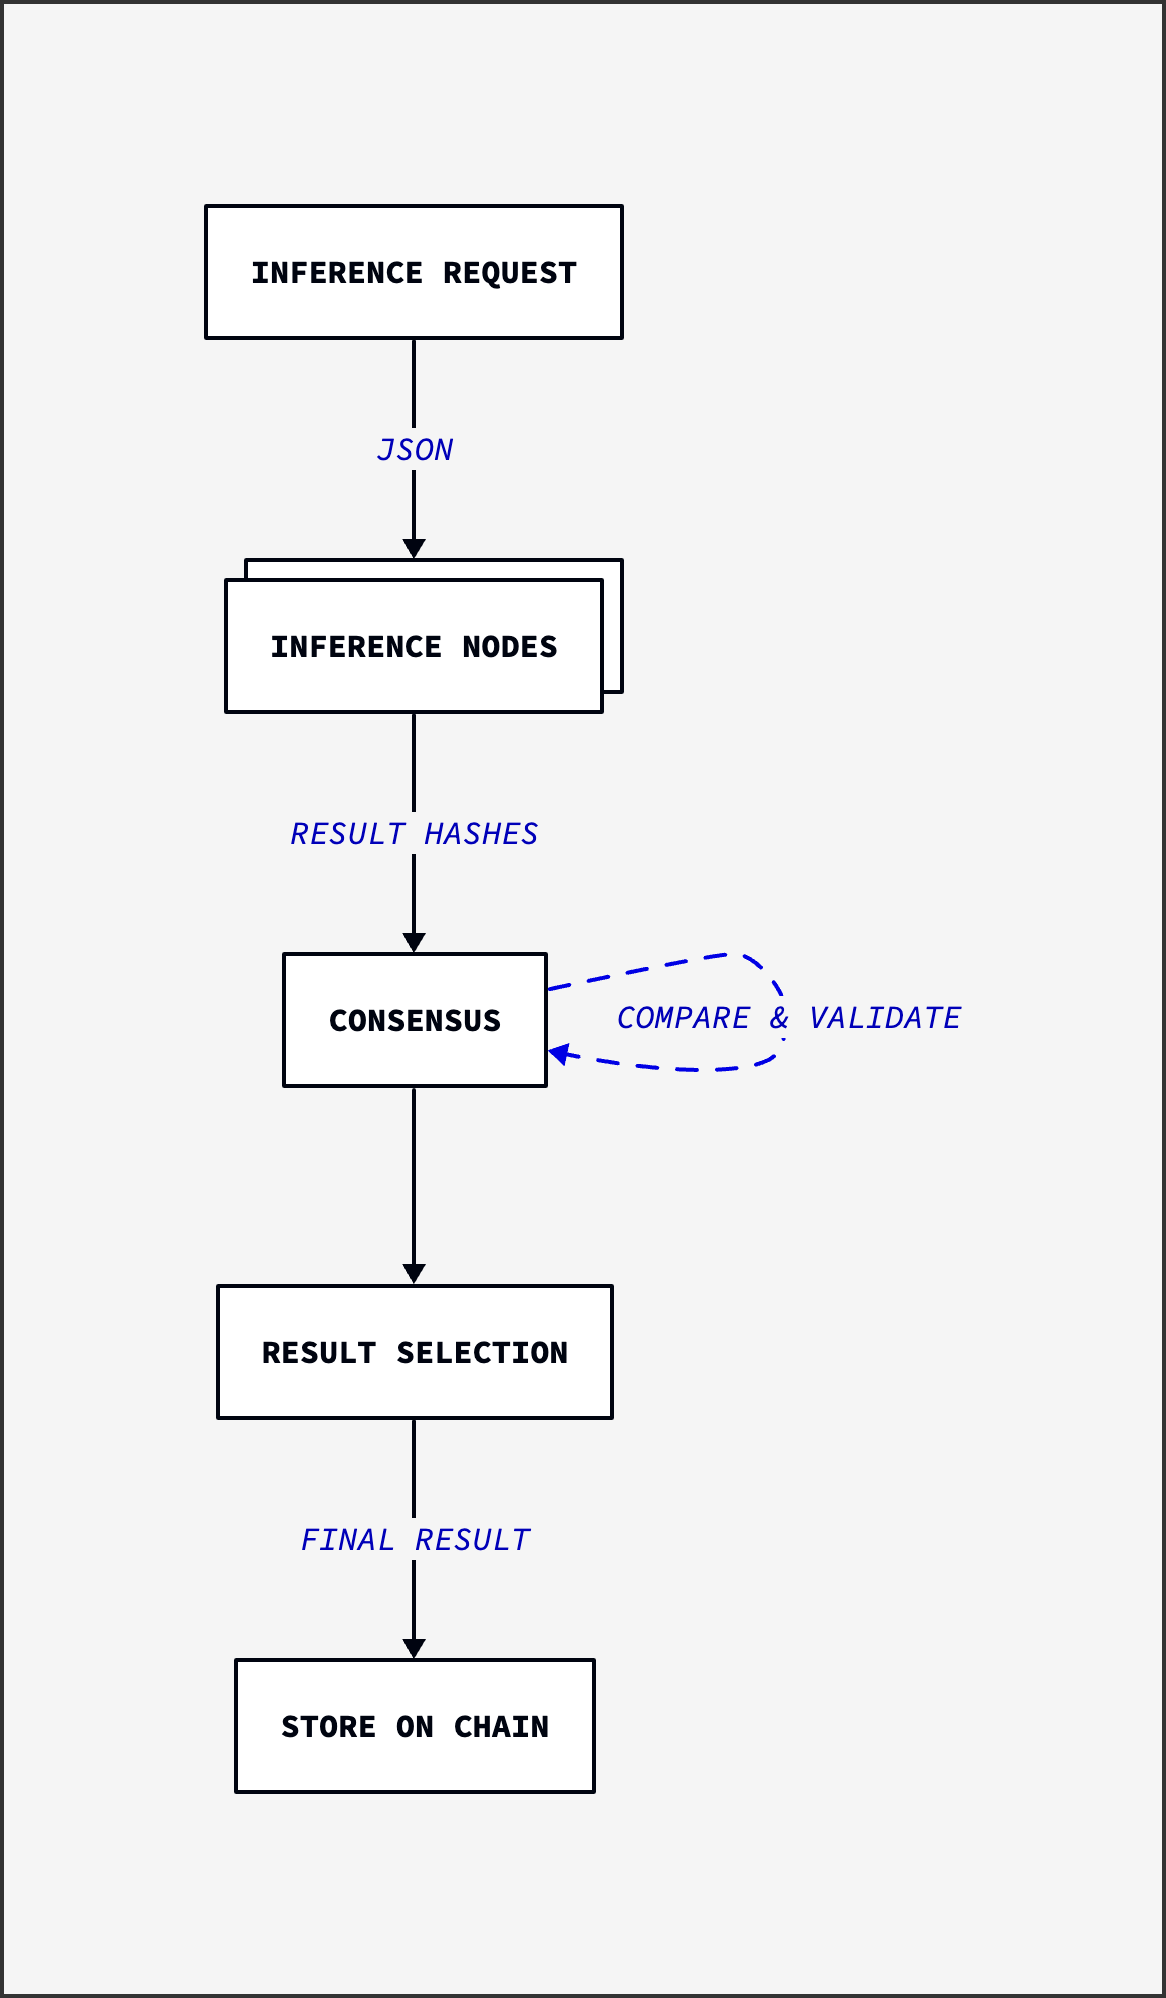 INFERENCE REQUEST
JSON
INFERENCE NODES
RESULT HASHES
CONSENSUS
COMPARE & VALIDATE
RESULT SELECTION
FINAL RESULT
STORE ON CHAIN